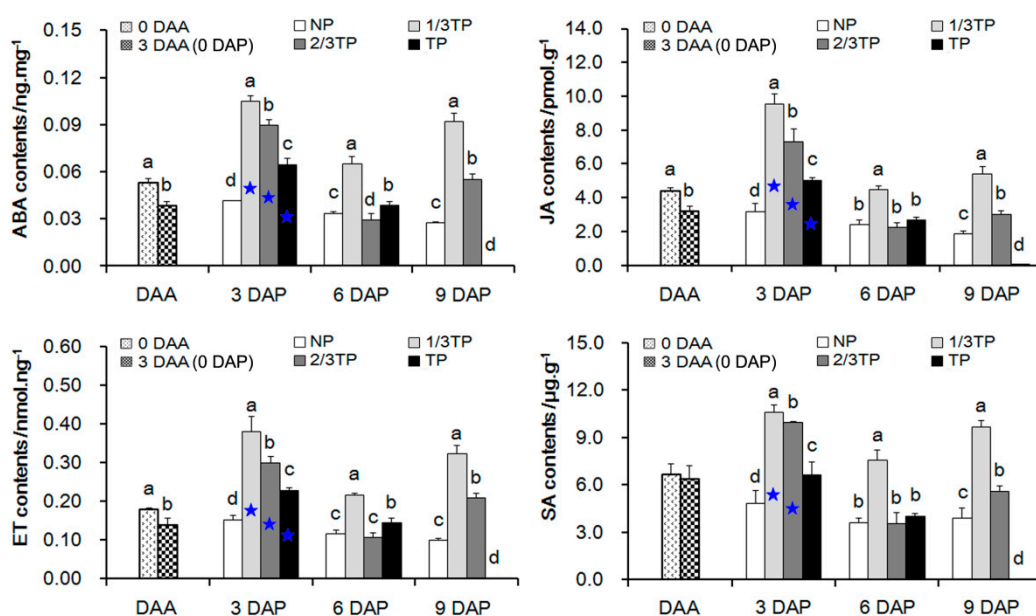 0.15
0 DAA
NP
1/3TP
3 DAA (0 DAP)
2/3TP
TP
0.12
0.09
0.06
0.03
0.00
ABA contents /ng.mg⁻¹
a b
d a b c
c a d c
c a b d
DAA 3 DAP 6 DAP 9 DAP
14.0
0 DAA
NP
1/3TP
3 DAA (0 DAP)
2/3TP
TP
12.0
10.0
8.0
6.0
4.0
2.0
0.0
JA contents /pmol.g⁻¹
a b
d a b c
b a b b
c a b d
DAA 3 DAP 6 DAP 9 DAP
0.60
0 DAA
NP
1/3TP
3 DAA (0 DAP)
2/3TP
TP
0.50
0.40
0.30
0.20
0.10
0.00
ET contents /nmol.ng⁻¹
a b
d a b c
c a c b
c a b d
DAA 3 DAP 6 DAP 9 DAP
15.0
0 DAA
NP
1/3TP
3 DAA (0 DAP)
2/3TP
TP
12.0
9.0
6.0
3.0
0.0
SA contents /µg.g⁻¹
d a b c
b a b b
c a b d
DAA 3 DAP 6 DAP 9 DAP